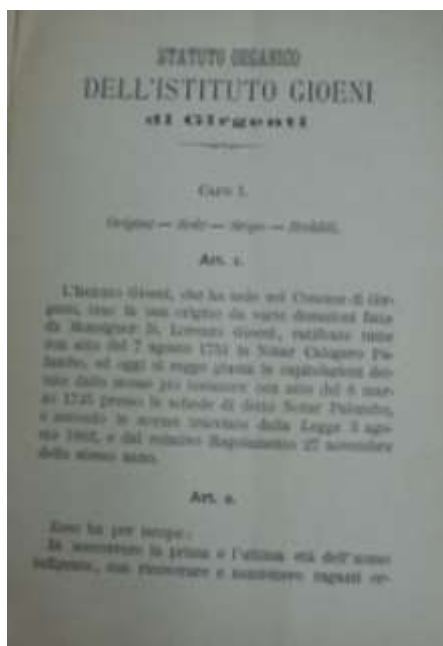 STATUTO ORGANICO
DELL'ISTITUTO GIOENI
di Girgenti
CAPO I.
Origine — Sede — Scopo — Redditi.
Art. 1.
L'Istituto Gioeni, che ha sede nel Comune di Gir-
genti, trae la sua origine da varie donazioni fatte
da Monsignor D. Lorenzo Gioeni, ratificate tutte
con atto del 7 agosto 1751 in Notar Calogero Pa-
lumbo, ed oggi si regge giusta le capitolazioni det-
tate dallo stesso pio fondatore con atto del 6 mar-
zo presso le schede di detto Notar Palumbo,
e secondo le norme tracciate dalla Legge 3 ago-
sto 1862, e dal relativo Regolamento 27 novembre
dello stesso anno.
Art. 2.
Esso ha per iscopo:
Di soccorrere la prima e l'ultima età dell'uomo
indigente, con ricoverare e mantenere ragazzi or-